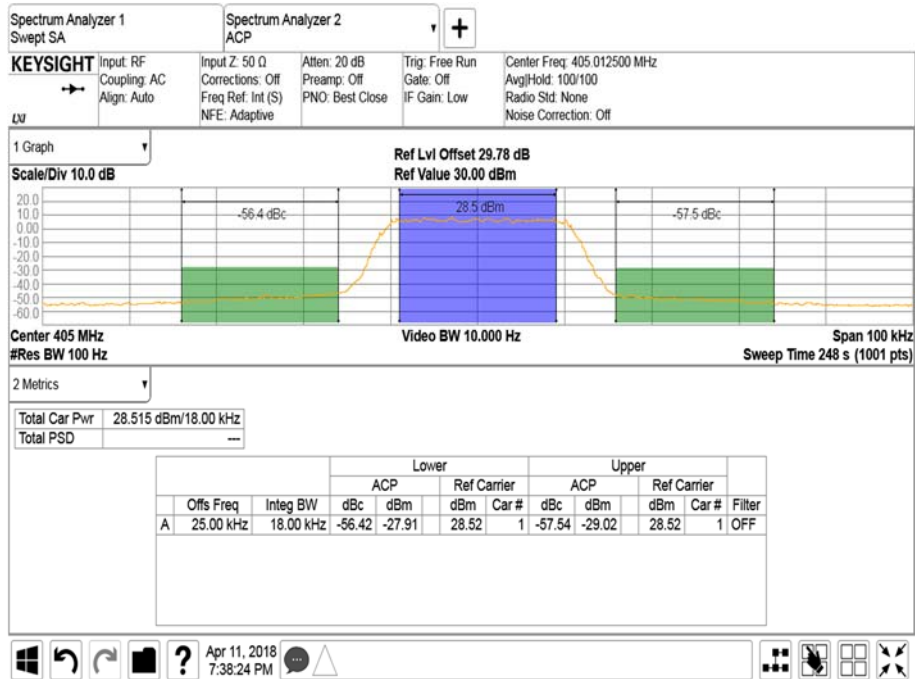 Spectrum Analyzer 1
Swept SA
Spectrum Analyzer 2
ACP
+
KEYSIGHT
LXI
Input: RF
Coupling: AC
Align: Auto
Input Z: 50 Ω
Corrections: Off
Freq Ref: Int (S)
NFE: Adaptive
Atten: 20 dB
Preamp: Off
PNO: Best Close
Trig: Free Run
Gate: Off
IF Gain: Low
Center Freq: 405.012500 MHz
Avg|Hold: 100/100
Radio Std: None
Noise Correction: Off
1 Graph
Scale/Div 10.0 dB
Ref Lvl Offset 29.78 dB
Ref Value 30.00 dBm
20.0
10.0
0.00
-10.0
-20.0
-30.0
-40.0
-50.0
-60.0
-56.4 dBc
28.5 dBm
-57.5 dBc
Center 405 MHz
#Res BW 100 Hz
Video BW 10.000 Hz
Span 100 kHz
Sweep Time 248 s (1001 pts)
2 Metrics
Total Car Pwr 28.515 dBm/18.00 kHz
Total PSD ---
Lower Upper
ACP Ref Carrier ACP Ref Carrier
Offs Freq Integ BW dBc dBm dBm Car # dBc dBm dBm Car # Filter
A 25.00 kHz 18.00 kHz -56.42 -27.91 28.52 1 -57.54 -29.02 28.52 1 OFF
?
Apr 11, 2018
7:38:24 PM